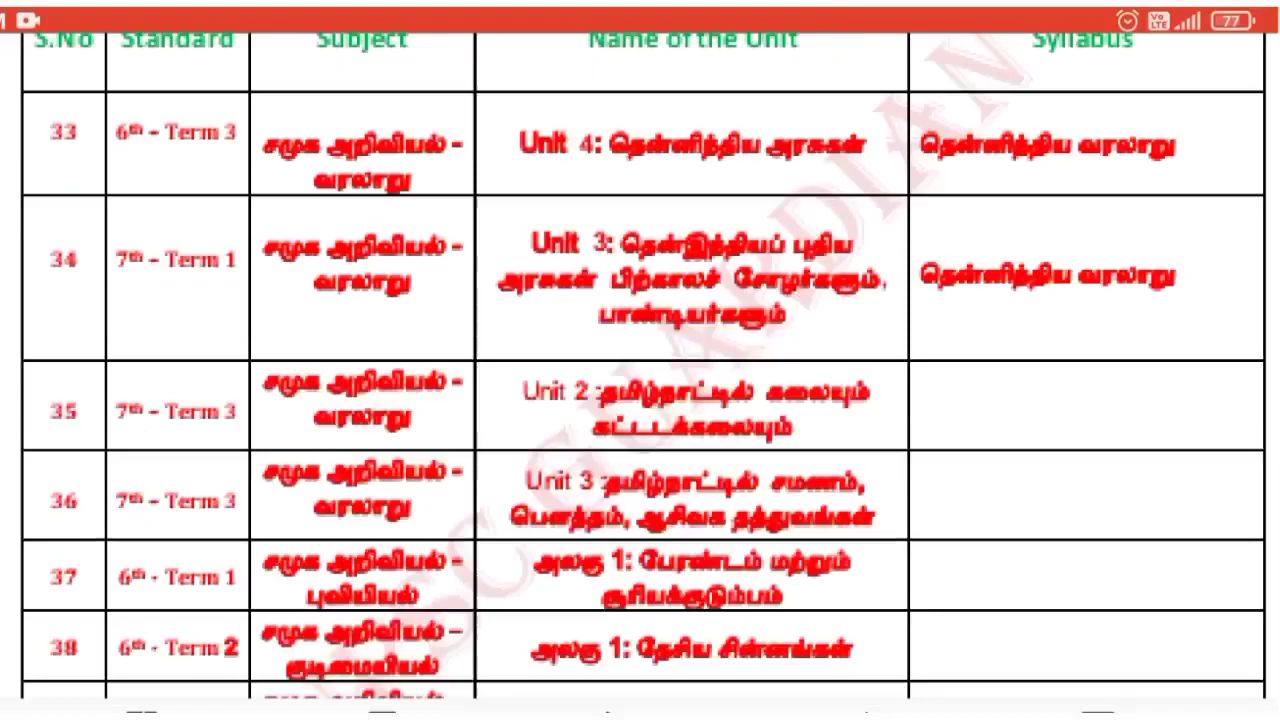 77
S.No Standard Subject Name of the Unit Syllabus
33 6th - Term 3 சமூக அறிவியல் - Unit 4: தென்னிந்திய அரசுகள் தென்னிந்திய வரலாறு
வரலாறு
34 7th - Term 1 சமூக அறிவியல் - Unit 3: தென்இந்தியப் புதிய தென்னிந்திய வரலாறு
வரலாறு அரசுகள் பிற்காலச் சோழர்களும்,
பாண்டியர்களும்
35 7th - Term 3 சமூக அறிவியல் - Unit 2 :தமிழ்நாட்டில் கலையும்
வரலாறு கட்டடக்கலையும்
36 7th - Term 3 சமூக அறிவியல் - Unit 3 :தமிழ்நாட்டில் சமணம்,
வரலாறு பௌத்தம், ஆசிவக தத்துவங்கள்
37 6th - Term 1 சமூக அறிவியல் - அலகு 1: பேரண்டம் மற்றும்
புவியியல் சூரியக்குடும்பம்
38 6th - Term 2 சமூக அறிவியல் – அலகு 1: தேசிய சின்னங்கள்
குடிமையியல்
SC GUARDIAN